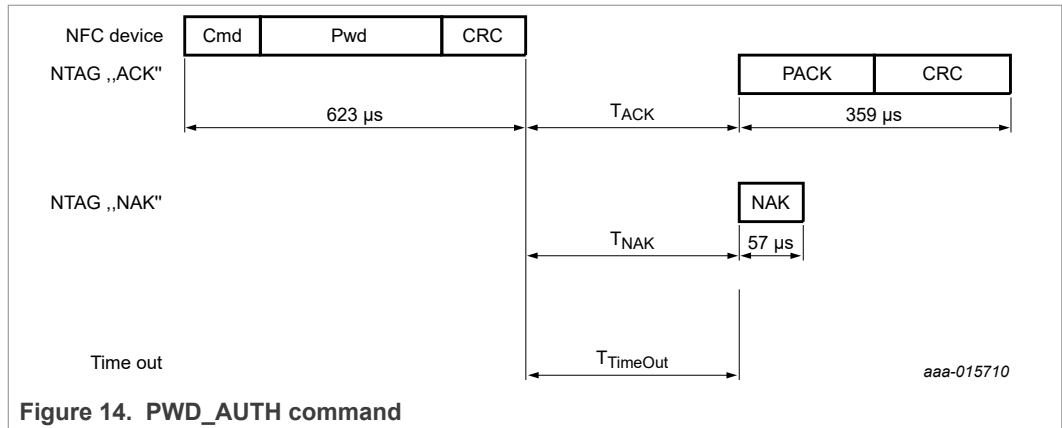 NFC device Cmd Pwd CRC
NTAG ,,ACK" PACK CRC
623 µs TACK 359 µs
NTAG ,,NAK" NAK
TNAK 57 µs
Time out TTimeOut aaa-015710
Figure 14. PWD_AUTH command